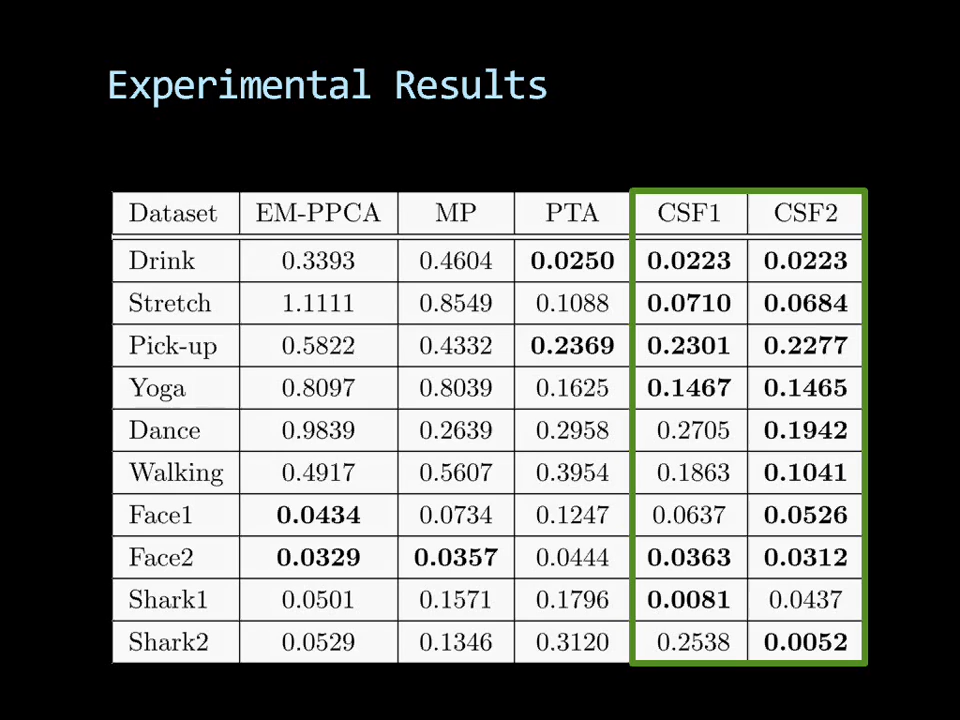 Experimental Results
Dataset EM-PPCA MP PTA CSF1 CSF2
Drink 0.3393 0.4604 0.0250 0.0223 0.0223
Stretch 1.1111 0.8549 0.1088 0.0710 0.0684
Pick-up 0.5822 0.4332 0.2369 0.2301 0.2277
Yoga 0.8097 0.8039 0.1625 0.1467 0.1465
Dance 0.9839 0.2639 0.2958 0.2705 0.1942
Walking 0.4917 0.5607 0.3954 0.1863 0.1041
Face1 0.0434 0.0734 0.1247 0.0637 0.0526
Face2 0.0329 0.0357 0.0444 0.0363 0.0312
Shark1 0.0501 0.1571 0.1796 0.0081 0.0437
Shark2 0.0529 0.1346 0.3120 0.2538 0.0052